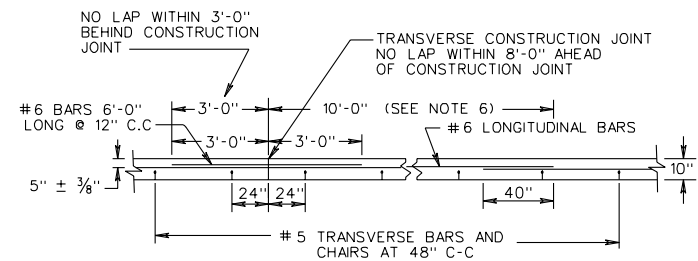 NO LAP WITHIN 3'-0"
BEHIND CONSTRUCTION
JOINT
TRANSVERSE CONSTRUCTION JOINT
NO LAP WITHIN 8'-0" AHEAD
OF CONSTRUCTION JOINT
#6 BARS 6'-0"
LONG @ 12" C.C
3'-0"
10'-0" (SEE NOTE 6)
3'-0"
3'-0"
#6 LONGITUDINAL BARS
5" ± 3/8"
10"
24"
24"
40"
#5 TRANSVERSE BARS AND
CHAIRS AT 48" C-C